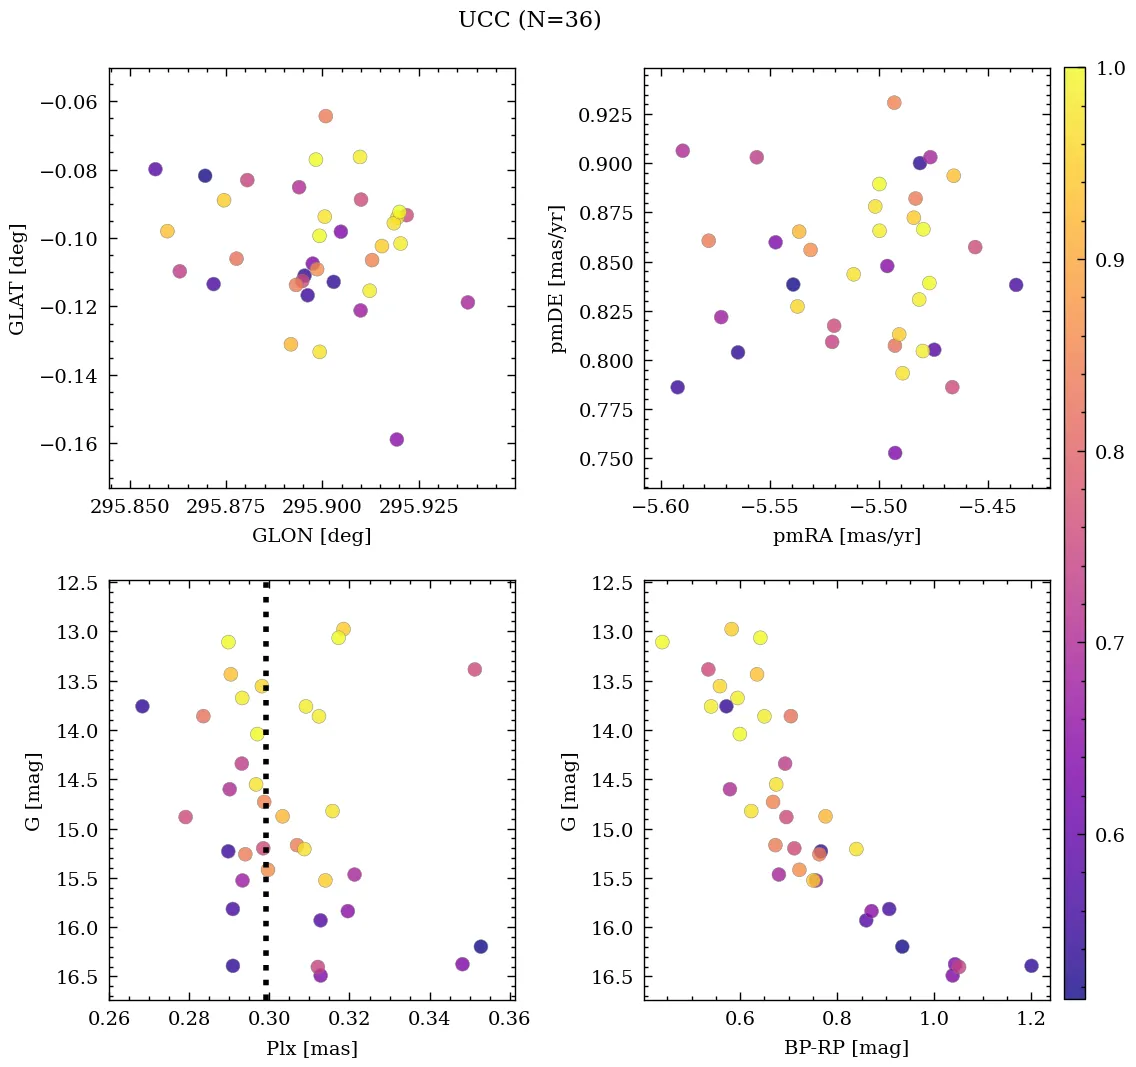 UCC (N=36)
−0.06
−0.08
−0.10
−0.12
−0.14
−0.16
GLAT [deg]
295.850 295.875 295.900 295.925
GLON [deg]
0.925
0.900
0.875
0.850
0.825
0.800
0.775
0.750
pmDE [mas/yr]
−5.60 −5.55 −5.50 −5.45
pmRA [mas/yr]
1.0
0.9
0.8
0.7
0.6
12.5
13.0
13.5
14.0
14.5
15.0
15.5
16.0
16.5
G [mag]
0.26 0.28 0.30 0.32 0.34 0.36
Plx [mas]
12.5
13.0
13.5
14.0
14.5
15.0
15.5
16.0
16.5
G [mag]
0.6 0.8 1.0 1.2
BP-RP [mag]